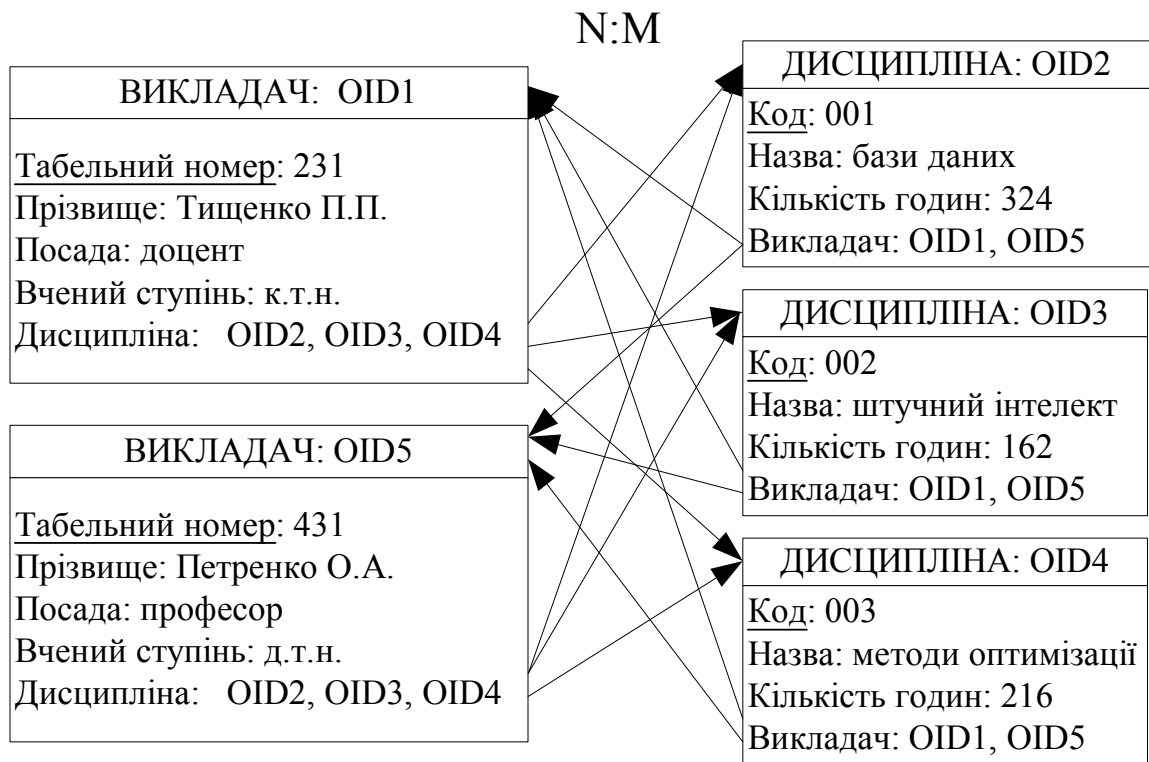 N:M
ВИКЛАДАЧ: OID1
Табельний номер: 231
Прізвище: Тищенко П.П.
Посада: доцент
Вчений ступінь: к.т.н.
Дисципліна: OID2, OID3, OID4
ВИКЛАДАЧ: OID5
Табельний номер: 431
Прізвище: Петренко О.А.
Посада: професор
Вчений ступінь: д.т.н.
Дисципліна: OID2, OID3, OID4
ДИСЦИПЛІНА: OID2
Код: 001
Назва: бази даних
Кількість годин: 324
Викладач: OID1, OID5
ДИСЦИПЛІНА: OID3
Код: 002
Назва: штучний інтелект
Кількість годин: 162
Викладач: OID1, OID5
ДИСЦИПЛІНА: OID4
Код: 003
Назва: методи оптимізації
Кількість годин: 216
Викладач: OID1, OID5